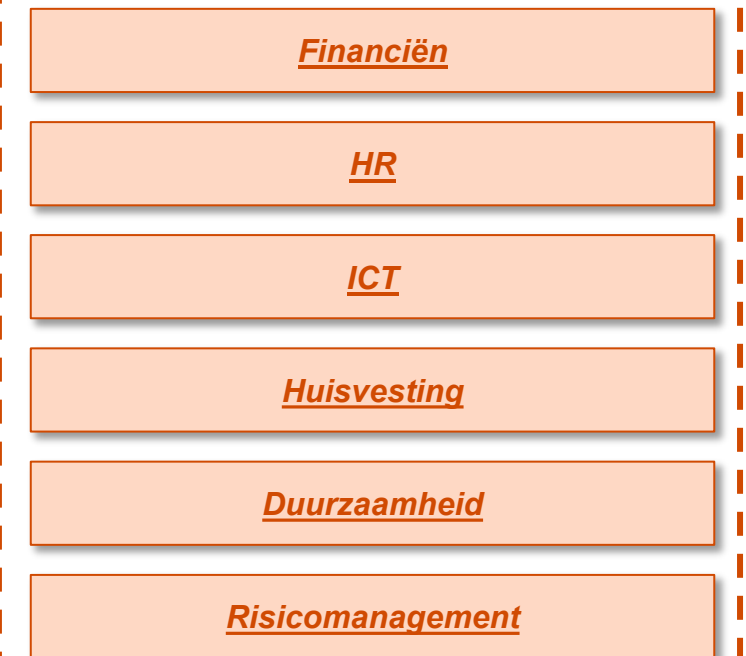 Financiën
HR
ICT
Huisvesting
Duurzaamheid
Risicomanagement